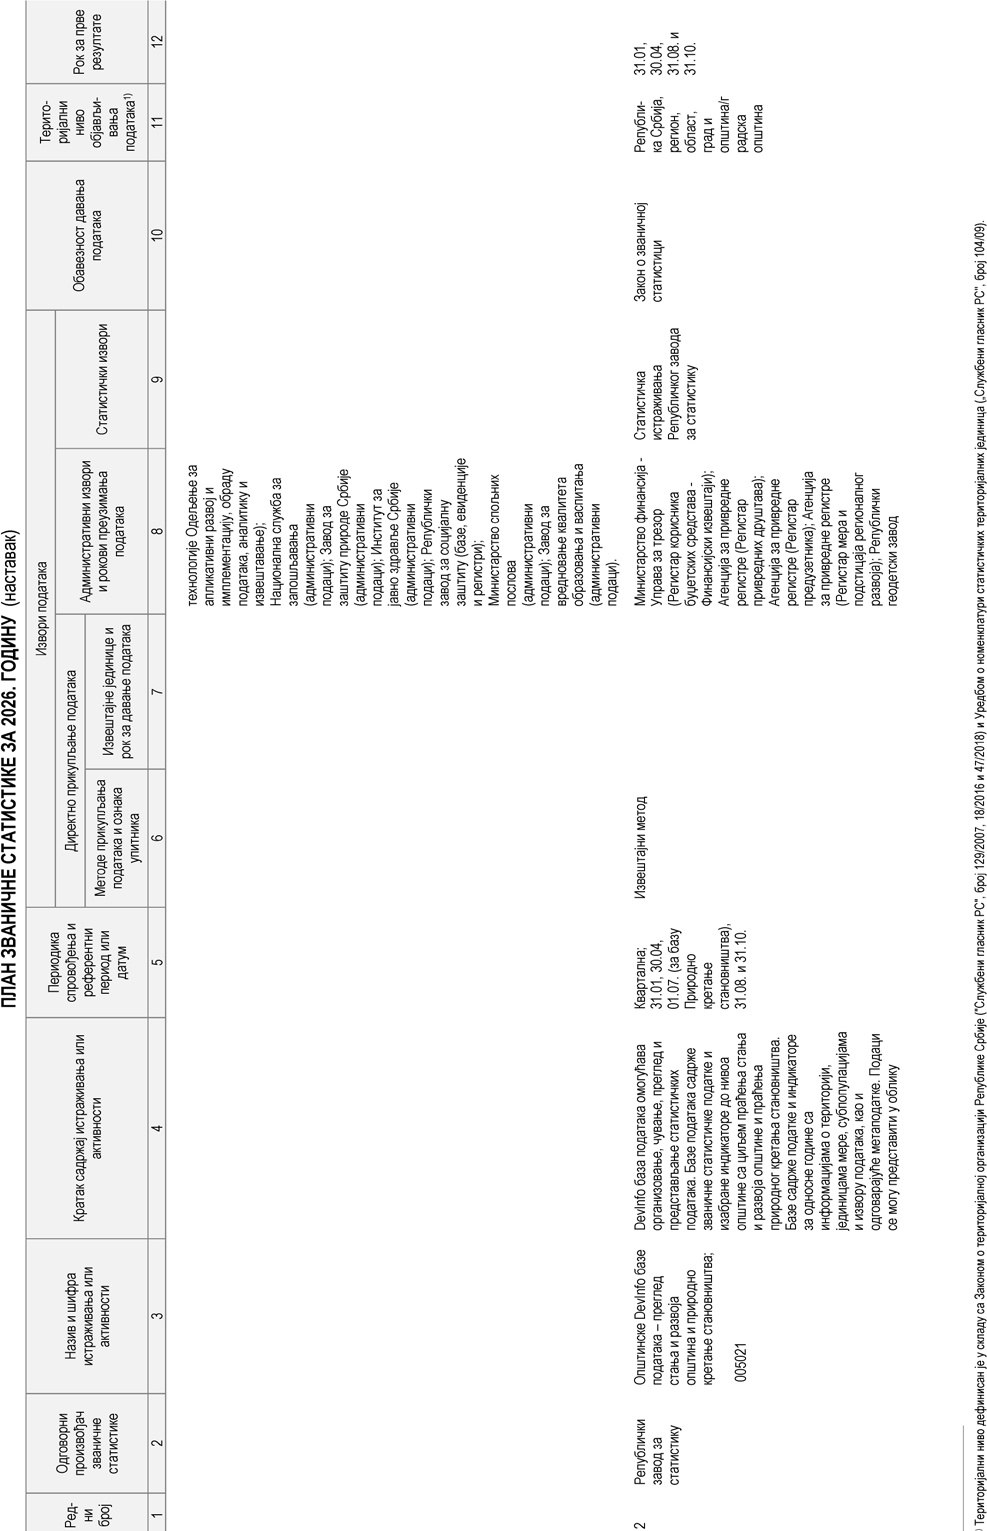 ПЛАН ЗВАНИЧНЕ СТАТИСТИКЕ ЗА 2026. ГОДИНУ (наставак)
Ред-
ни
број
Одговорни
произвођач
званичне
статистике
Назив и шифра
истраживања или
активности
Кратак садржај истраживања или
активности
Периодика
спровођења и
референтни
период или
датум
Извори података
Директно прикупљање података
Методе прикупљања
података и ознака
упитника
Извештајне јединице и
рок за давање података
Административни извори
и рокови преузимања
података
Статистички извори
Обавезност давања
података
Терито-
ријални
ниво
објављи-
вања
података1)
Рок за прве
резултате
1 2 3 4 5 6 7 8 9 10 11 12
технологије Одељење за
апликативни развој и
имплементацију, обраду
података, аналитику и
извештавање);
Национална служба за
запошљавања
(административни
подаци); Завод за
заштиту природе Србије
(административни
подаци); Институт за
јавно здравље Србије
(административни
подаци); Републички
завод за социјалну
заштиту (базе, евиденције
и регистри);
Министарство спољних
послова
(административни
подаци); Завод за
вредновање квалитета
образовања и васпитања
(административни
подаци).
2
Републички
завод за
статистику
Општинске DevInfo базе
података – преглед
стања и развоја
општина и природно
кретање становништва;
005021
DevInfo база података омогућава
организовање, чување, преглед и
представљање статистичких
података. Базе података садрже
званичне статистичке податке и
изабране индикаторе до нивоа
општине са циљем праћења стања
и развоја општине и праћења
природног кретања становништва.
Базе садрже податке и индикаторе
за односне године са
информацијама о територији,
јединицама мере, субпопулацијама
и извору података, као и
одговарајуће метаподатке. Подаци
се могу представити у облику
Квартална;
31.01, 30.04,
01.07. (за базу
Природно
кретање
становништва),
31.08. и 31.10.
Извештајни метод
Министарство финансија -
Управа за трезор
(Регистар корисника
буџетских средстава -
Финансијски извештаји);
Агенција за привредне
регистре (Регистар
привредних друштава);
Агенција за привредне
регистре (Регистар
предузетника); Агенција
за привредне регистре
(Регистар мера и
подстицаја регионалног
развоја); Републички
геодетски завод
Статистичка
истраживања
Републичког завода
за статистику
Закон о званичној
статистици
Републи-
ка Србија,
регион,
област,
град и
општина/г
радска
општина
31.01,
30.04,
31.08. и
31.10.
) Територијални ниво дефинисан је у складу са Законом о територијалној организацији Републике Србије ("Службени гласник РС", број 129/2007, 18/2016 и 47/2018) и Уредбом о номенклатури статистичких територијалних јединица („Службени гласник РС", број 104/09).